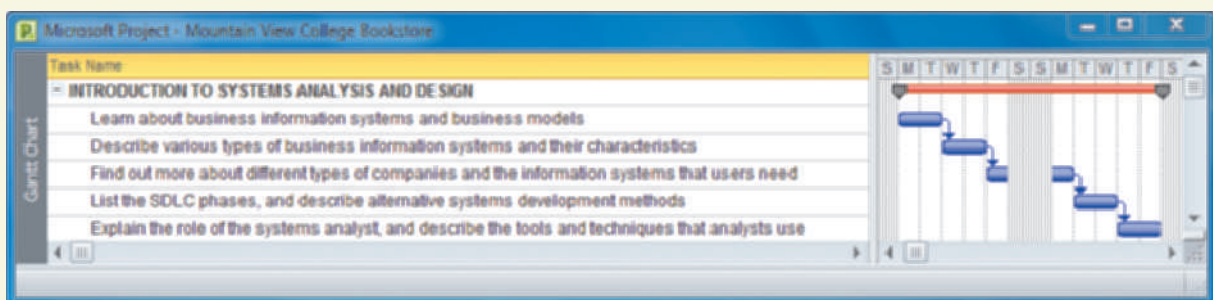 Microsoft Project - Mountain View College Bookstore
Task Name
S M T W T F S S M T W T F S
INTRODUCTION TO SYSTEMS ANALYSIS AND DESIGN
Learn about business information systems and business models
Describe various types of business information systems and their characteristics
Find out more about different types of companies and the information systems that users need
List the SDLC phases, and describe alternative systems development methods
Explain the role of the systems analyst, and describe the tools and techniques that analysts use
Gantt Chart